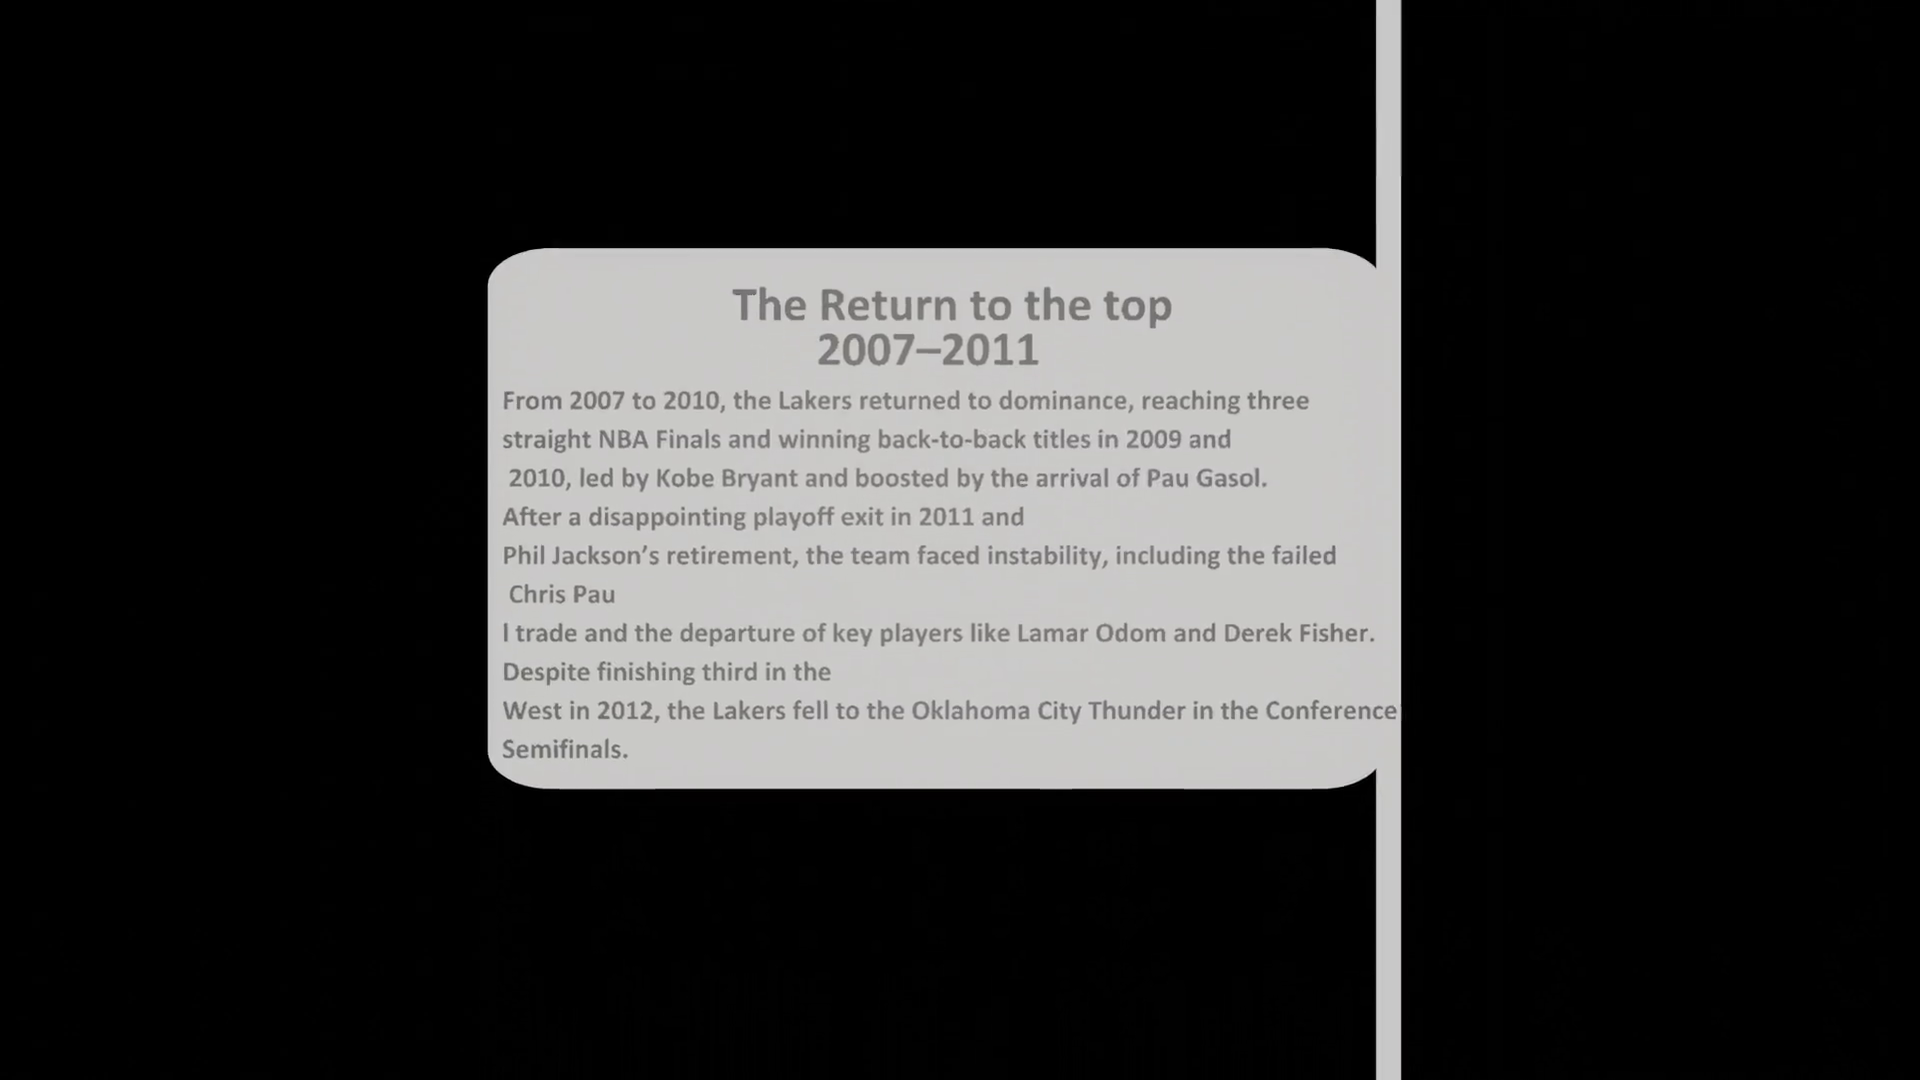 The Return to the top
2007–2011
From 2007 to 2010, the Lakers returned to dominance, reaching three
straight NBA Finals and winning back-to-back titles in 2009 and
2010, led by Kobe Bryant and boosted by the arrival of Pau Gasol.
After a disappointing playoff exit in 2011 and
Phil Jackson’s retirement, the team faced instability, including the failed
Chris Pau
l trade and the departure of key players like Lamar Odom and Derek Fisher.
Despite finishing third in the
West in 2012, the Lakers fell to the Oklahoma City Thunder in the Conference
Semifinals.